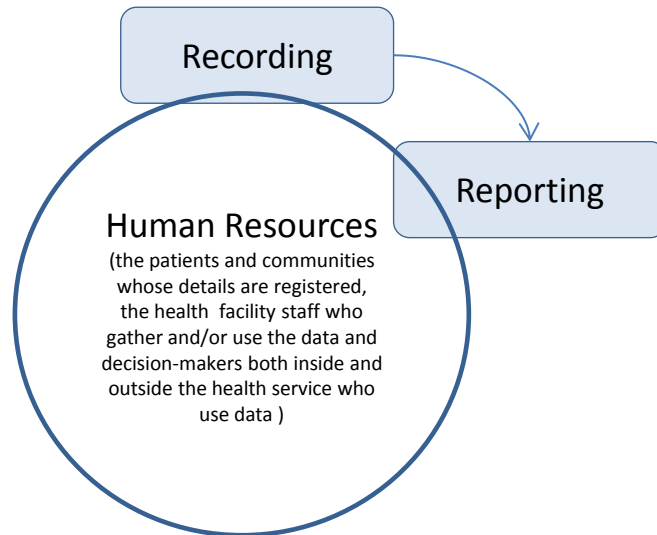 Recording
Reporting
Human Resources
(the patients and communities
whose details are registered,
the health facility staff who
gather and/or use the data and
decision-makers both inside and
outside the health service who
use data )